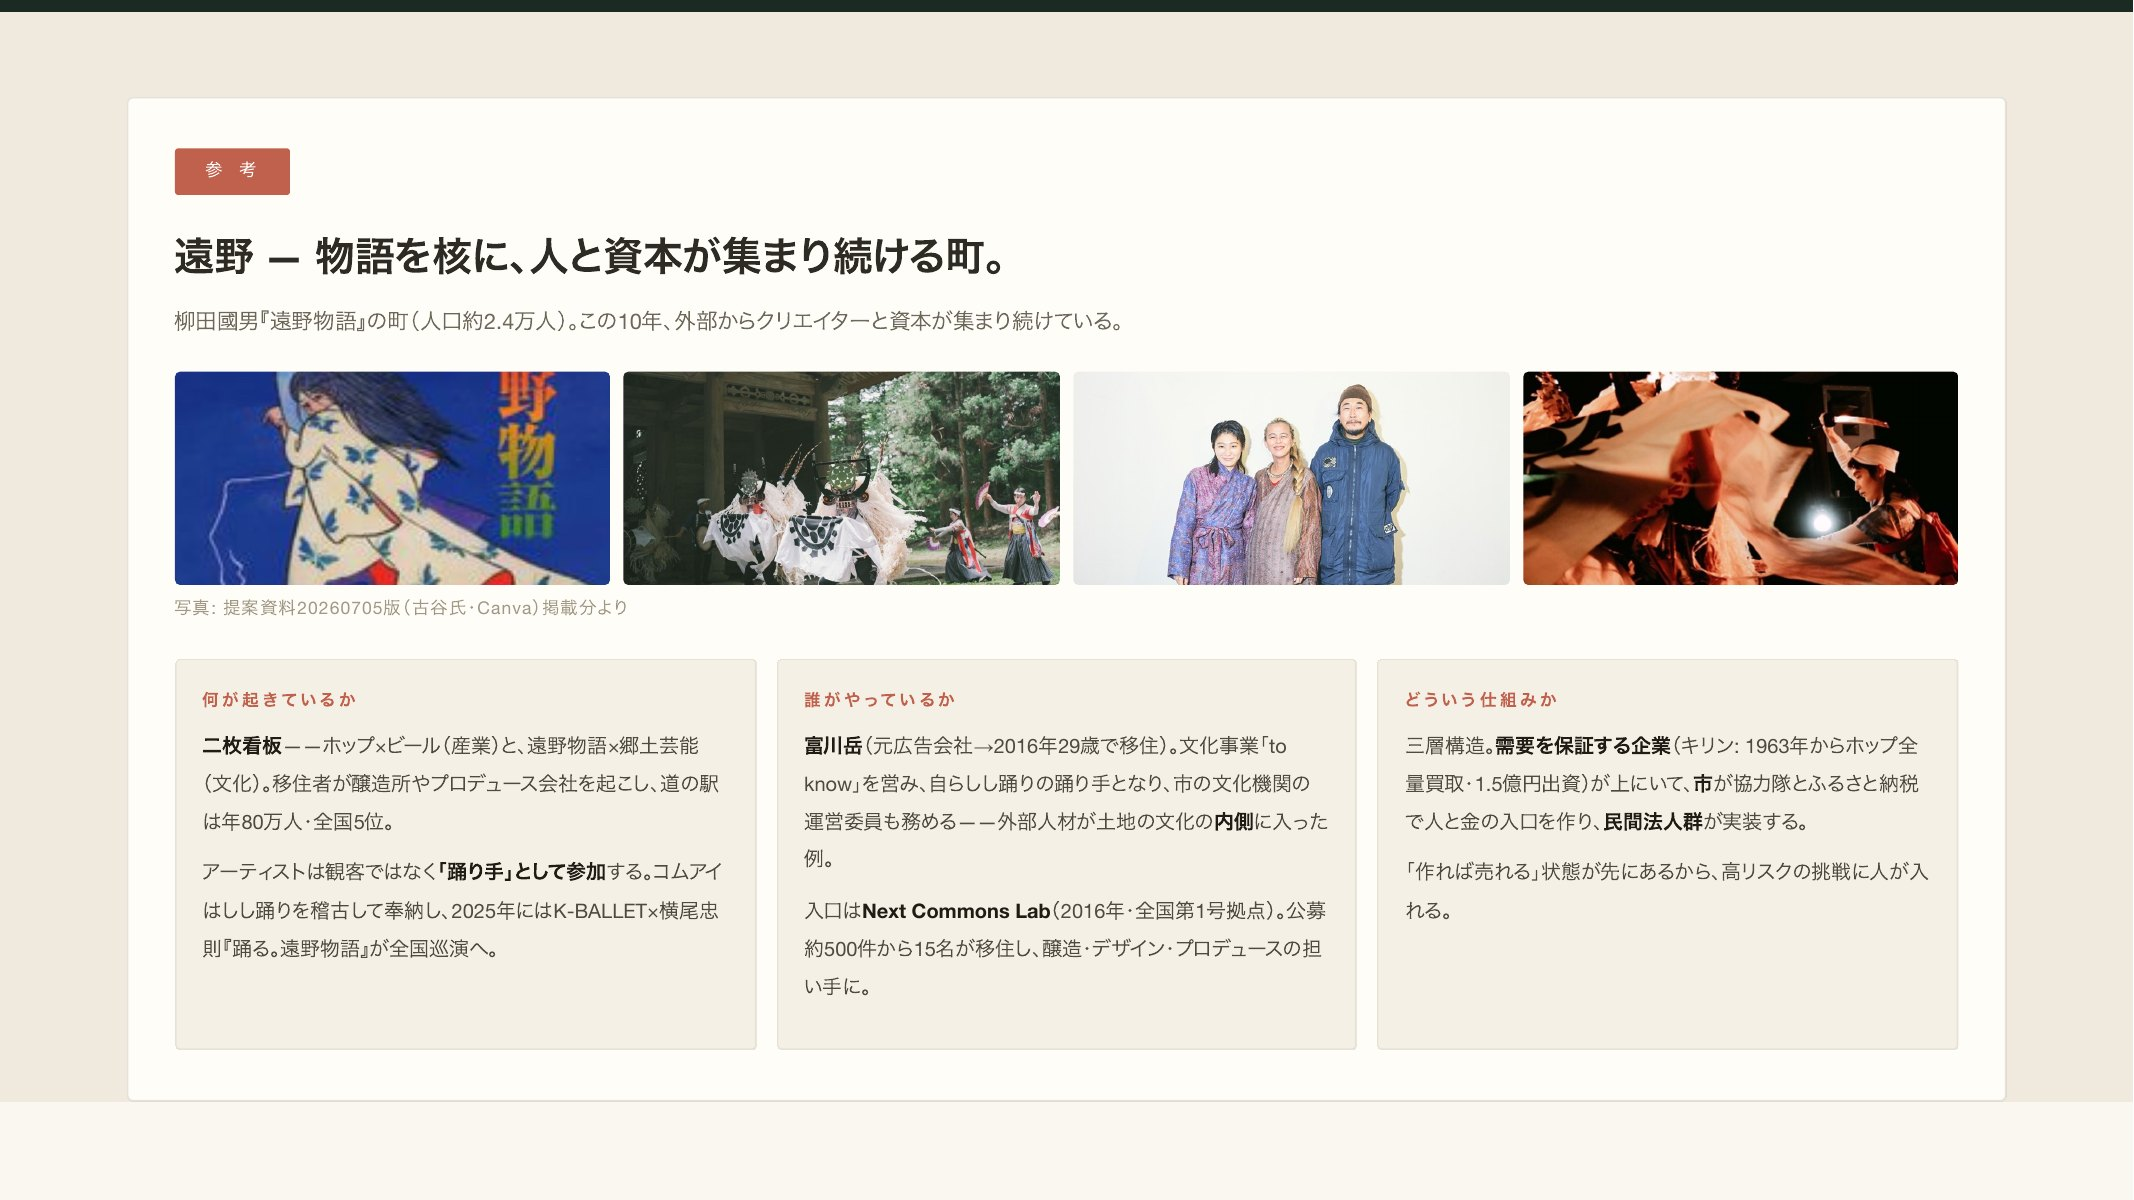 参考
遠野 — 物語を核に、人と資本が集まり続ける町。
柳田國男『遠野物語』の町（人口約2.4万人）。この10年、外部からクリエイターと資本が集まり続けている。
野物語
写真: 提案資料20260705版（古谷氏・Canva）掲載分より
何が起きているか
二枚看板——ホップ×ビール（産業）と、遠野物語×郷土芸能
（文化）。移住者が醸造所やプロデュース会社を起こし、道の駅
は年80万人・全国5位。
アーティストは観客ではなく「踊り手」として参加する。コムアイ
はしし踊りを稽古して奉納し、2025年にはK-BALLET×横尾忠
則『踊る。遠野物語』が全国巡演へ。
誰がやっているか
富川岳（元広告会社→2016年29歳で移住）。文化事業「to
know」を営み、自らしし踊りの踊り手となり、市の文化機関の
運営委員も務める——外部人材が土地の文化の内側に入った
例。
入口はNext Commons Lab（2016年・全国第1号拠点）。公募
約500件から15名が移住し、醸造・デザイン・プロデュースの担
い手に。
どういう仕組みか
三層構造。需要を保証する企業（キリン: 1963年からホップ全
量買取・1.5億円出資）が上にいて、市が協力隊とふるさと納税
で人と金の入口を作り、民間法人群が実装する。
「作れば売れる」状態が先にあるから、高リスクの挑戦に人が入
れる。